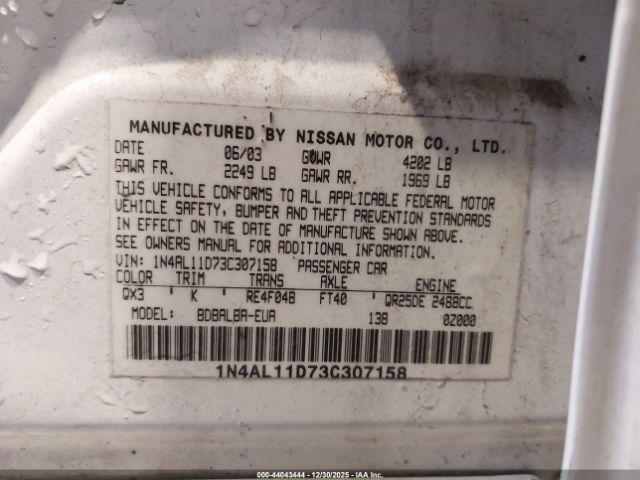 MANUFACTURED BY NISSAN MOTOR CO., LTD.
DATE 06/03 GVWR 4202 LB
GAWR FR. 2249 LB GAWR RR. 1969 LB
THIS VEHICLE CONFORMS TO ALL APPLICABLE FEDERAL MOTOR
VEHICLE SAFETY, BUMPER AND THEFT PREVENTION STANDARDS
IN EFFECT ON THE DATE OF MANUFACTURE SHOWN ABOVE.
SEE OWNERS MANUAL FOR ADDITIONAL INFORMATION.
VIN: 1N4AL11D73C307158 PASSENGER CAR
COLOR TRIM TRANS AXLE ENGINE
QX3 K RE4F04B FT40 QR25DE 2488CC
MODEL: BDBALBA-EUA 138 0Z000
1N4AL11D73C307158
000-44043444 - 12/30/2025 - IAA Inc.